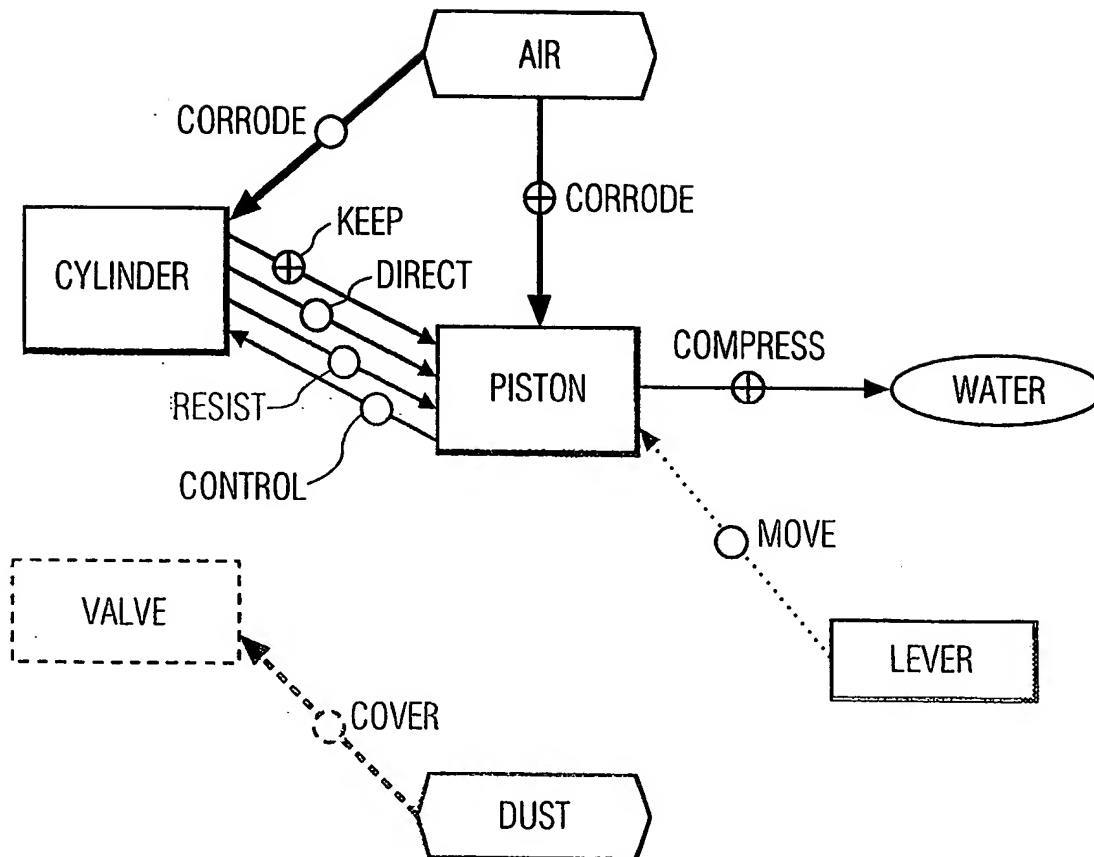 AIR
CORRODE
CORRODE
KEEP
CYLINDER
DIRECT
COMPRESS
PISTON
WATER
RESIST
CONTROL
MOVE
VALVE
LEVER
COVER
DUST